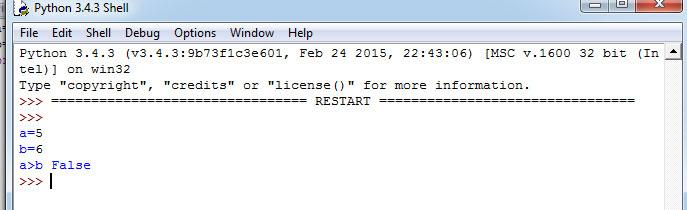 Python 3.4.3 Shell
File Edit Shell Debug Options Window Help
Python 3.4.3 (v3.4.3:9b73f1c3e601, Feb 24 2015, 22:43:06) [MSC v.1600 32 bit (In
tel)] on win32
Type "copyright", "credits" or "license()" for more information.
>>> ================================ RESTART ================================
>>>
a=5
b=6
a>b False
>>>